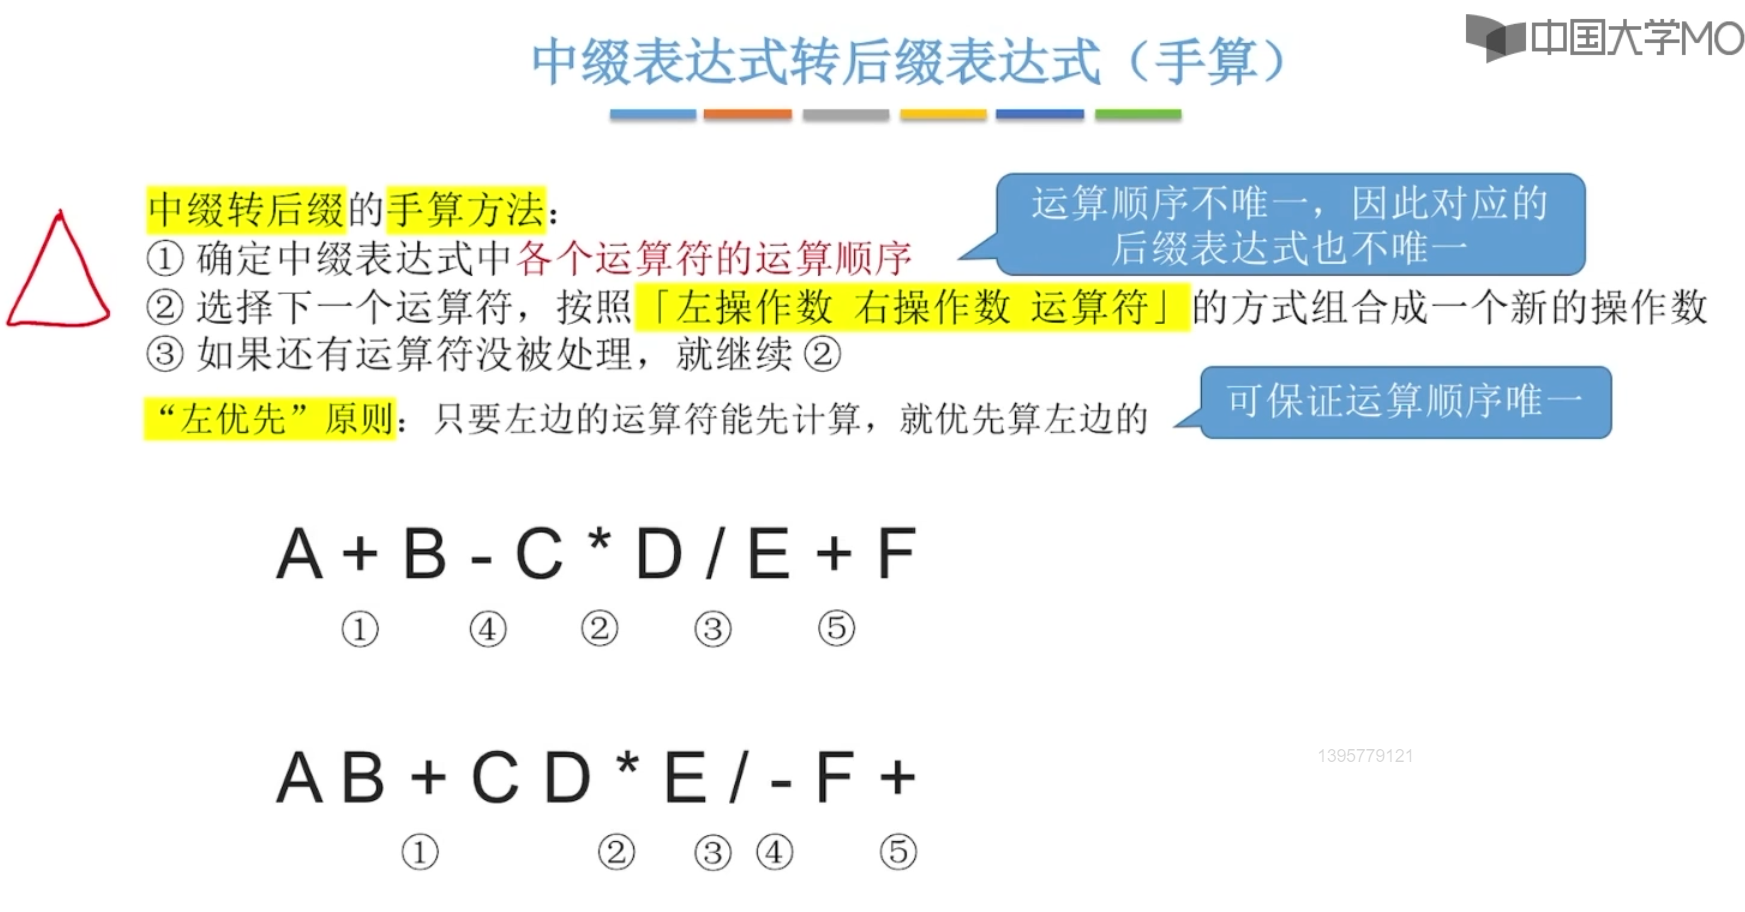 中国大学MO
中缀表达式转后缀表达式（手算）
中缀转后缀的手算方法：
运算顺序不唯一，因此对应的
后缀表达式也不唯一
① 确定中缀表达式中各个运算符的运算顺序
② 选择下一个运算符，按照「左操作数 右操作数 运算符」的方式组合成一个新的操作数
③ 如果还有运算符没被处理，就继续 ②
“左优先”原则：只要左边的运算符能先计算，就优先算左边的
可保证运算顺序唯一
A + B - C * D / E + F
① ④ ② ③ ⑤
A B + C D * E / - F +
① ② ③ ④ ⑤
1395779121